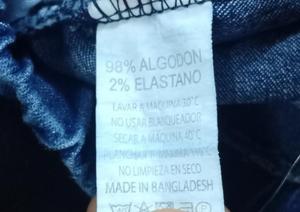 98% ALGODON
2% ELASTANO
LAVAR A MAQUINA 30°C
NO USAR BLANQUEADOR
SECAR A MAQUINA 40°C
PLANCHAR
NO LIMPIEZA EN SECO
MADE IN BANGLADESH